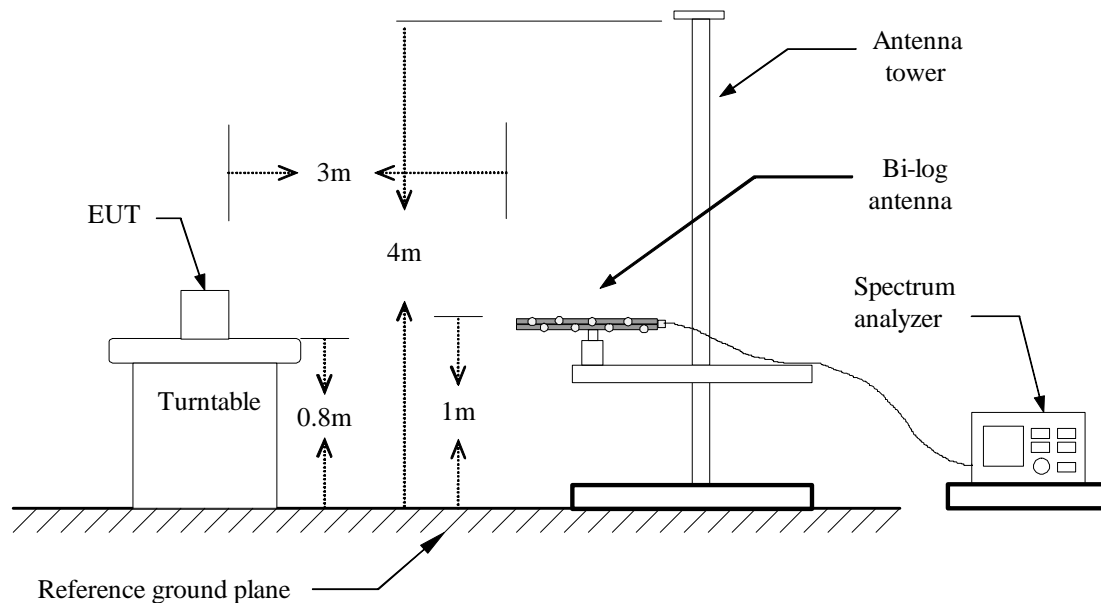 Antenna
tower
3m
Bi-log
antenna
EUT
4m
Spectrum
analyzer
Turntable
0.8m
1m
Reference ground plane